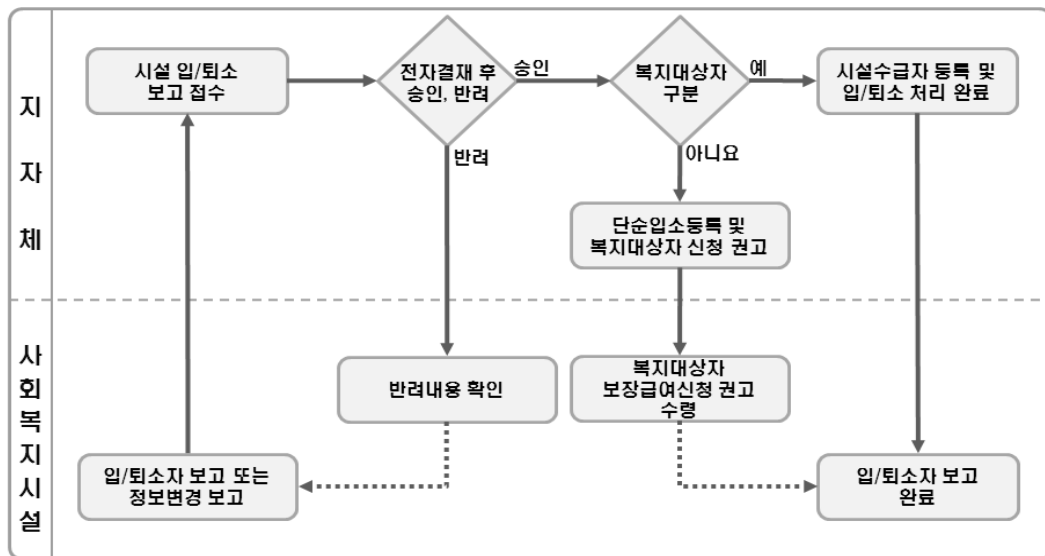 지자체
시설 입/퇴소
보고 접수
전자결재 후
승인, 반려
승인
복지대상자
구분
예
시설수급자 등록 및
입/퇴소 처리 완료
반려
아니요
단순입소등록 및
복지대상자 신청 권고
사회복지시설
반려내용 확인
복지대상자
보장급여신청 권고
수령
입/퇴소자 보고 또는
정보변경 보고
입/퇴소자 보고
완료